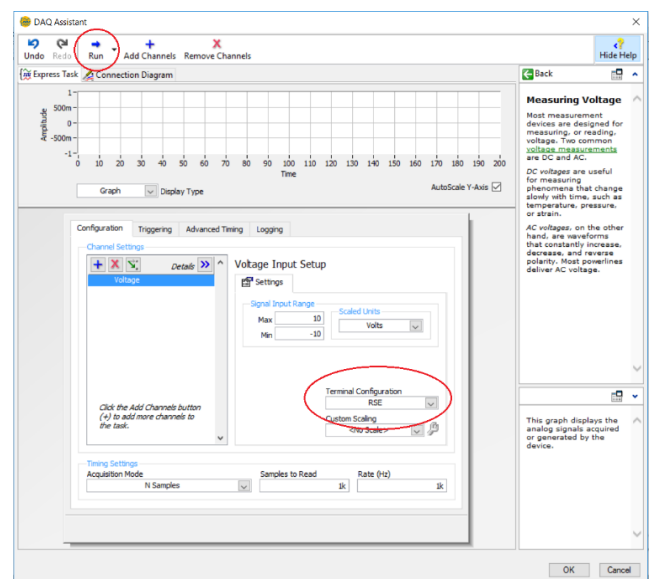 DAQ Assistant
Undo Redo Run Add Channels Remove Channels Hide Help
Express Task Connection Diagram
Back
1
500m
0
-500m
-1
Amplitude
0 10 20 30 40 50 60 70 80 90 100 110 120 130 140 150 160 170 180 190 200
Time
Graph Display Type AutoScale Y-Axis
Configuration Triggering Advanced Timing Logging
Channel Settings
Details
Voltage
Click the Add Channels button
(+) to add more channels to
the task.
Voltage Input Setup
Settings
Signal Input Range
Max 10
Min -10
Scaled Units
Volts
Terminal Configuration
RSE
Custom Scaling
<No Scale>
Timing Settings
Acquisition Mode Samples to Read Rate (Hz)
N Samples 1k 1k
Measuring Voltage
Most measurement
devices are designed for
measuring, or reading,
voltage. Two common
voltage measurements
are DC and AC.
DC voltages are useful
for measuring
phenomena that change
slowly with time, such as
temperature, pressure,
or strain.
AC voltages, on the other
hand, are waveforms
that constantly increase,
decrease, and reverse
polarity. Most powerlines
deliver AC voltage.
This graph displays the
analog signals acquired
or generated by the
device.
OK Cancel